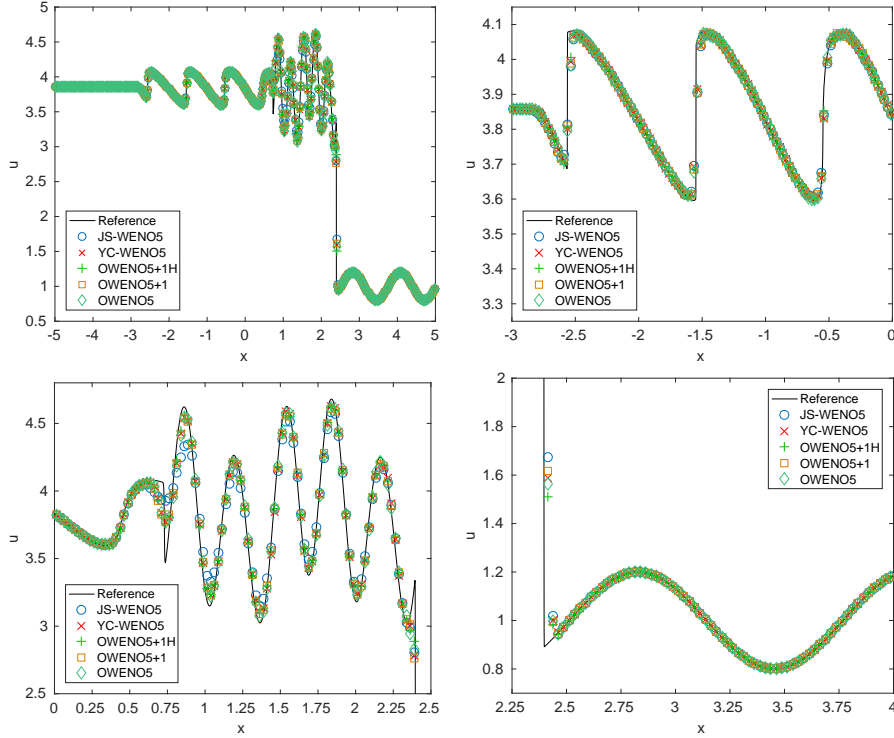 5
4.5
4
3.5
3
2.5
2
1.5
1
0.5
u
Reference
JS-WENO5
YC-WENO5
OWENO5+1H
OWENO5+1
OWENO5
-5 -4 -3 -2 -1 0 1 2 3 4 5
x
4.1
4
3.9
3.8
3.7
3.6
3.5
3.4
3.3
u
Reference
JS-WENO5
YC-WENO5
OWENO5+1H
OWENO5+1
OWENO5
-3 -2.5 -2 -1.5 -1 -0.5 0
x
4.5
4
3.5
3
2.5
u
Reference
JS-WENO5
YC-WENO5
OWENO5+1H
OWENO5+1
OWENO5
0 0.25 0.5 0.75 1 1.25 1.5 1.75 2 2.25 2.5
x
2
1.8
1.6
1.4
1.2
1
0.8
u
Reference
JS-WENO5
YC-WENO5
OWENO5+1H
OWENO5+1
OWENO5
2.25 2.5 2.75 3 3.25 3.5 3.75 4
x